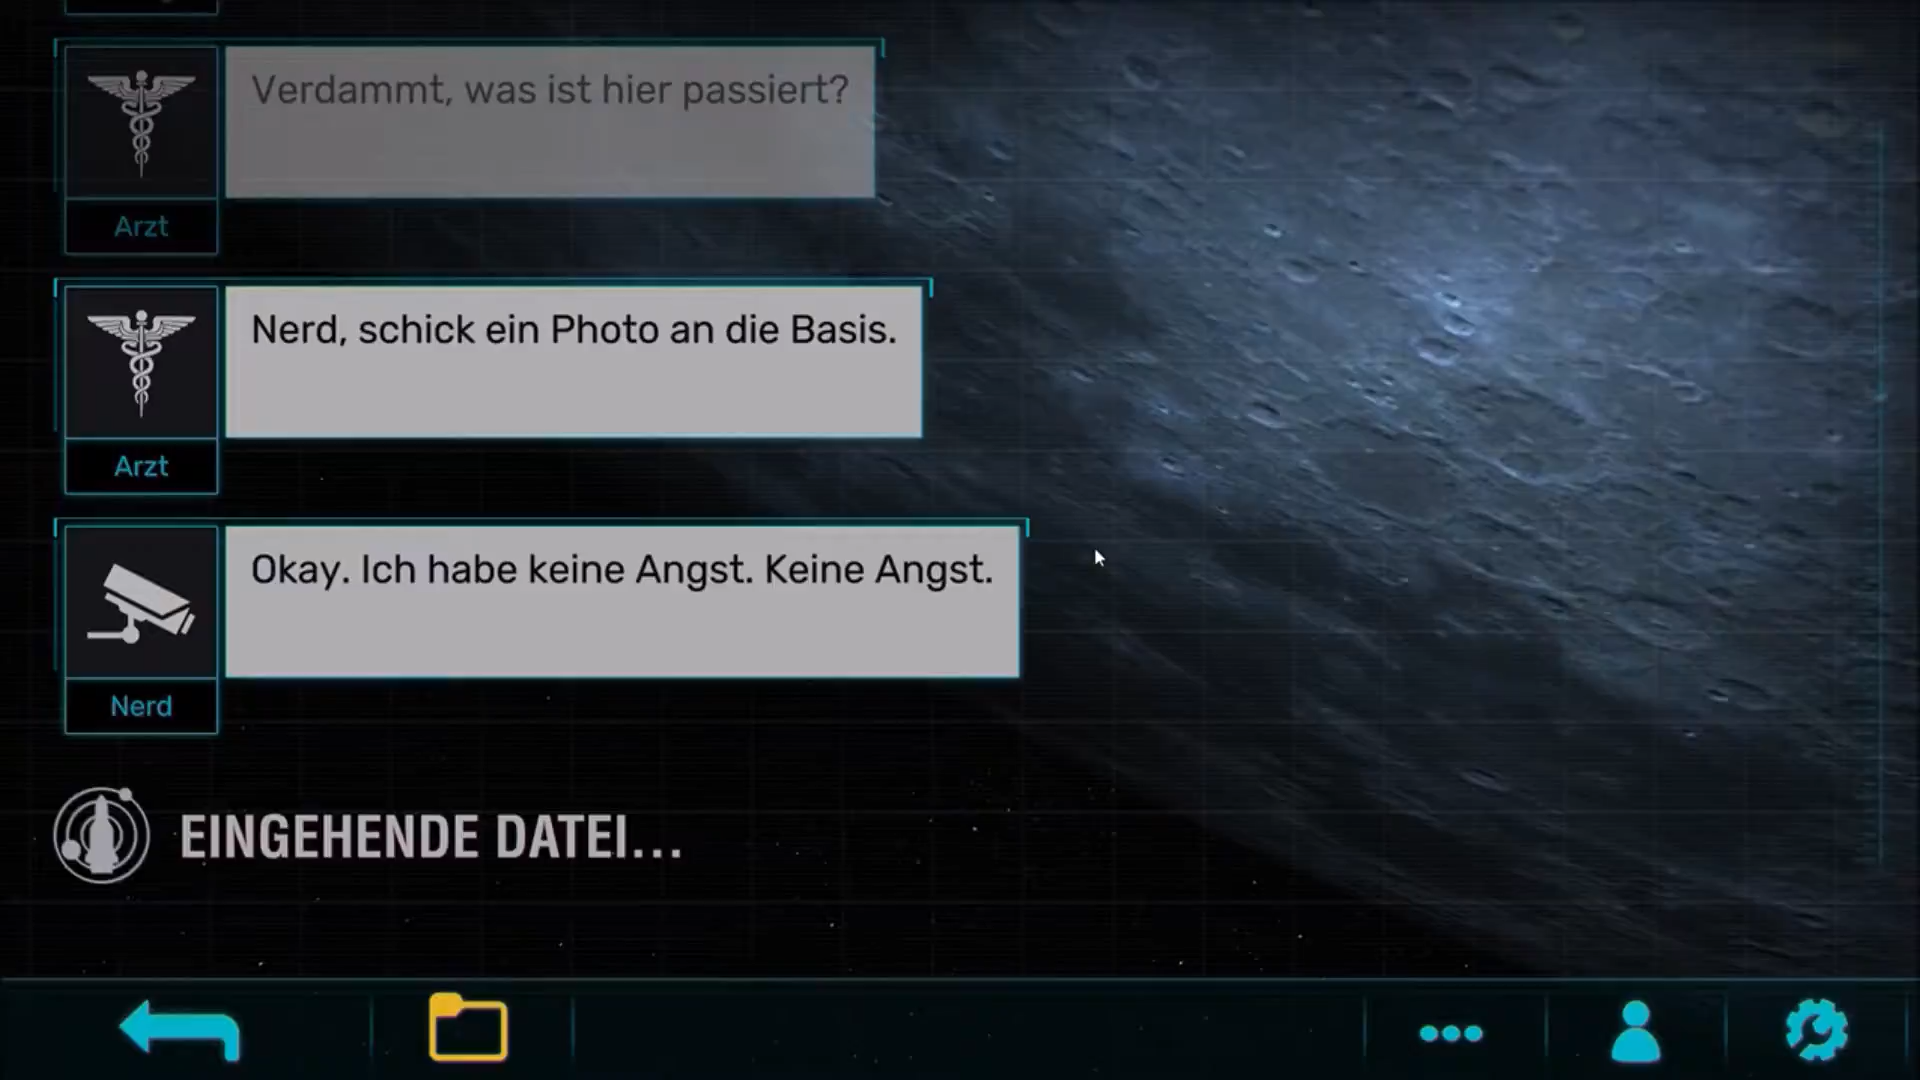 Verdammt, was ist hier passiert?
Arzt
Nerd, schick ein Photo an die Basis.
Arzt
Okay. Ich habe keine Angst. Keine Angst.
Nerd
EINGEHENDE DATEI...